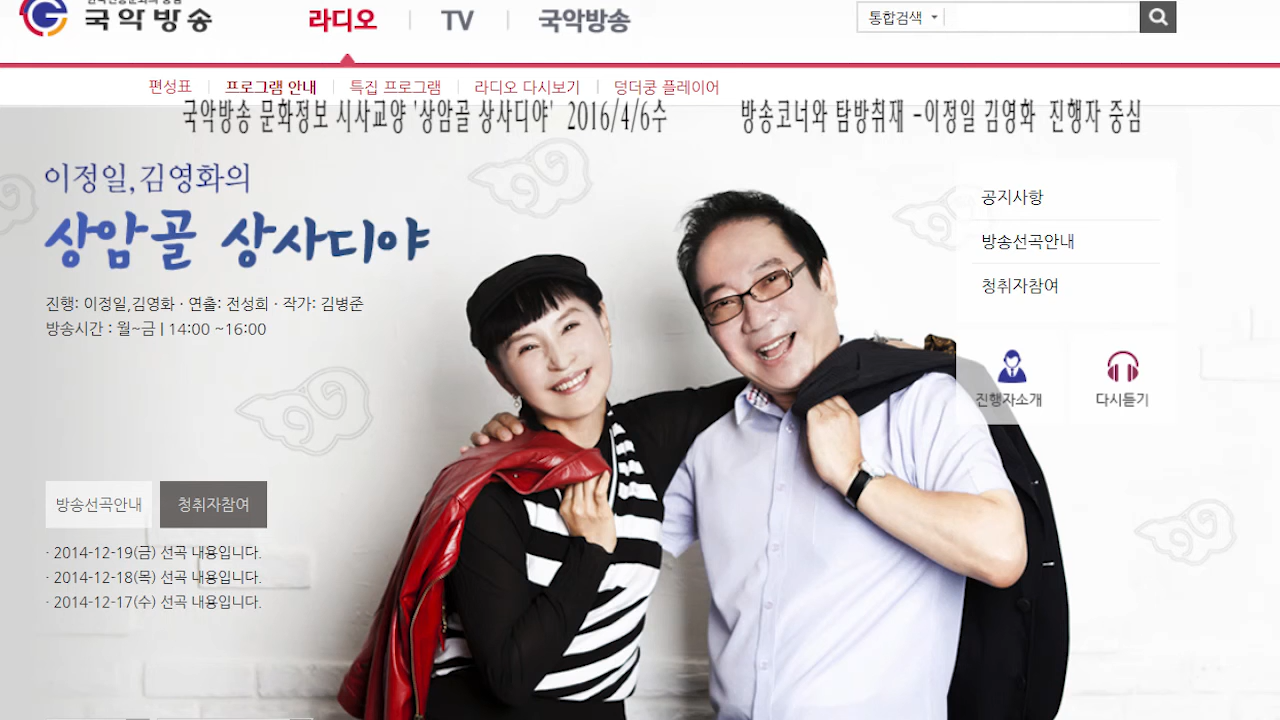 국악방송
라디오 | TV | 국악방송
통합검색
편성표 | 프로그램 안내 | 특집 프로그램 | 라디오 다시보기 | 덩더쿵 플레이어
국악방송 문화정보 시사교양 '상암골 상사디야' 2016/4/6수 방송코너와 탐방취재 -이정일 김영화 진행자 중심
이정일,김영화의
상암골 상사디야
진행: 이정일,김영화 · 연출: 전성희 · 작가: 김병준
방송시간 : 월~금 | 14:00 ~16:00
공지사항
방송선곡안내
청취자참여
진행자소개 다시듣기
방송선곡안내 청취자참여
· 2014-12-19(금) 선곡 내용입니다.
· 2014-12-18(목) 선곡 내용입니다.
· 2014-12-17(수) 선곡 내용입니다.